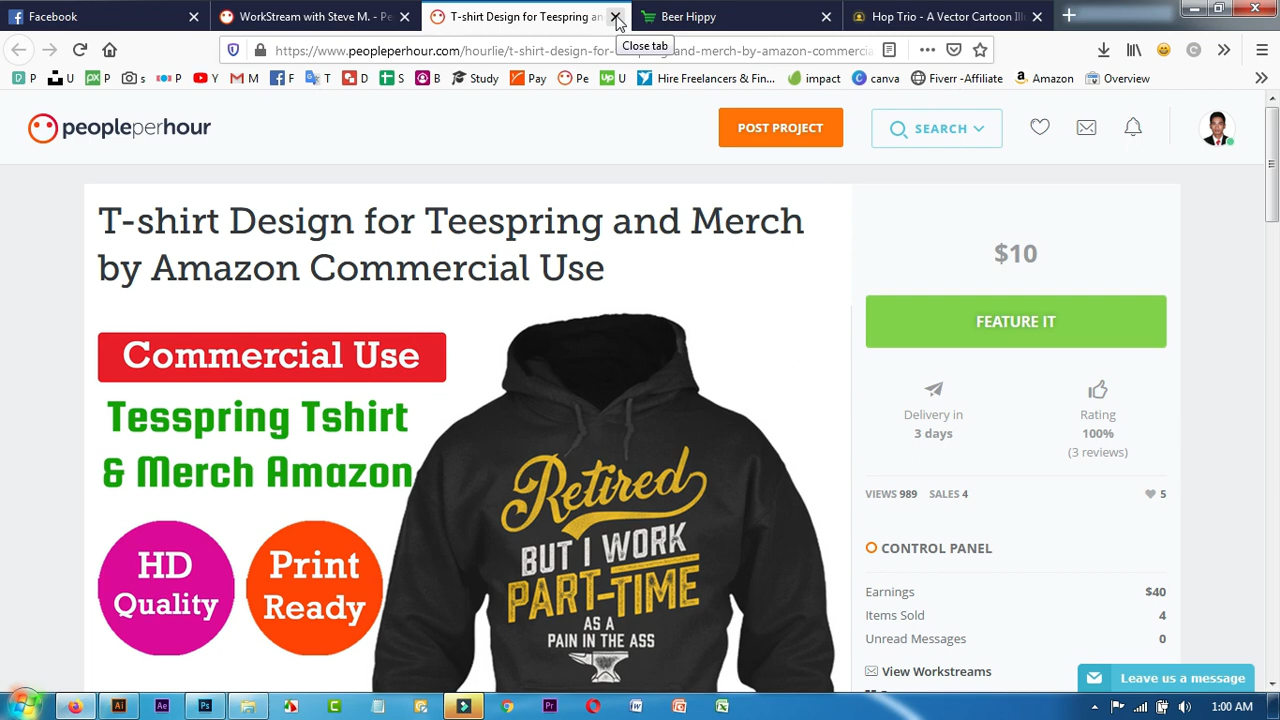 Facebook
WorkStream with Steve M. - Pe
T-shirt Design for Teespring an
Beer Hippy
Hop Trio - A Vector Cartoon Ill
Close tab
https://www.peopleperhour.com/hourlie/t-shirt-design-for-
and-merch-by-amazon-commercia
P
U
P
s
P
Y
M
F
T
D
S
B
Study
Pay
Pe
U
Hire Freelancers & Fin...
impact
canva
Fiverr -Affiliate
Amazon
Overview
peopleperhour
POST PROJECT
SEARCH
T-shirt Design for Teespring and Merch
by Amazon Commercial Use
$10
FEATURE IT
Commercial Use
Tesspring Tshirt
& Merch Amazon
HD
Quality
Print
Ready
Retired
BUT I WORK
PART-TIME
AS A
PAIN IN THE ASS
Delivery in
3 days
Rating
100%
(3 reviews)
VIEWS 989 SALES 4
5
CONTROL PANEL
Earnings $40
Items Sold 4
Unread Messages 0
View Workstreams
Leave us a message
1:00 AM